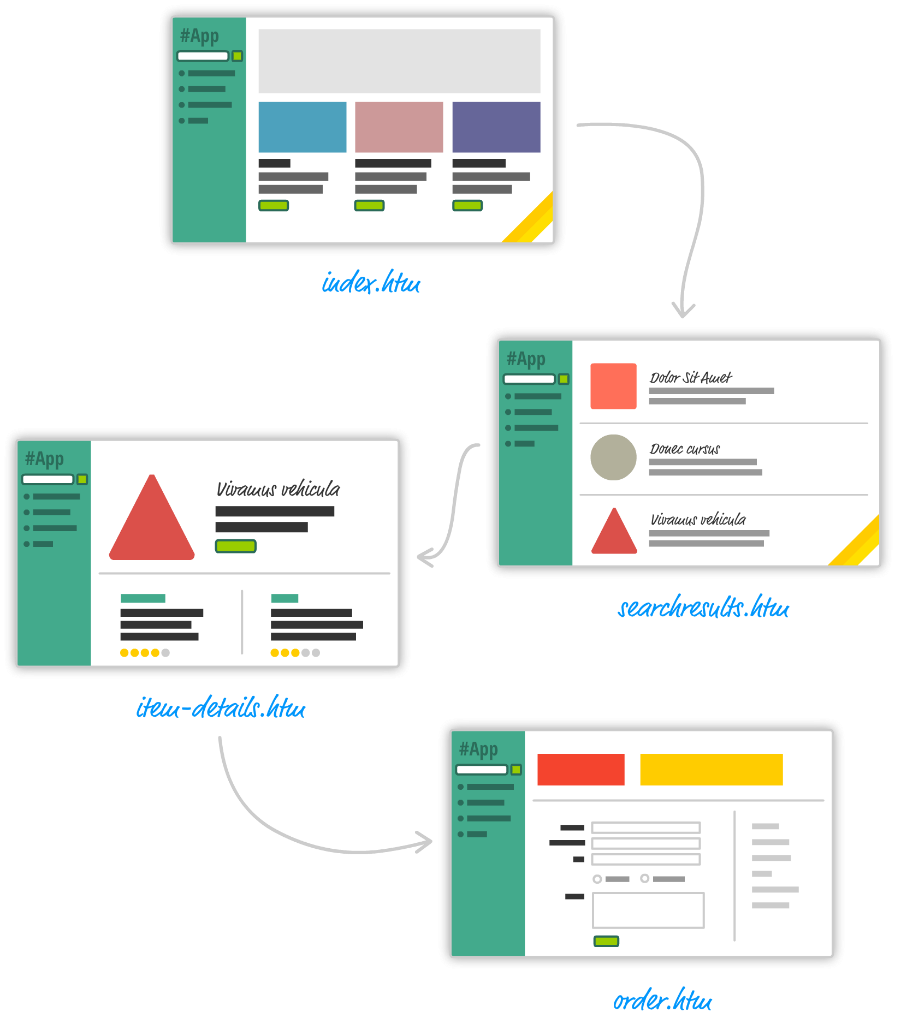 #App
index.htm
#App
Dolor Sit Amet
Donec cursus
Vivamus vehicula
searchresults.htm
#App
Vivamus vehicula
item-details.htm
#App
order.htm